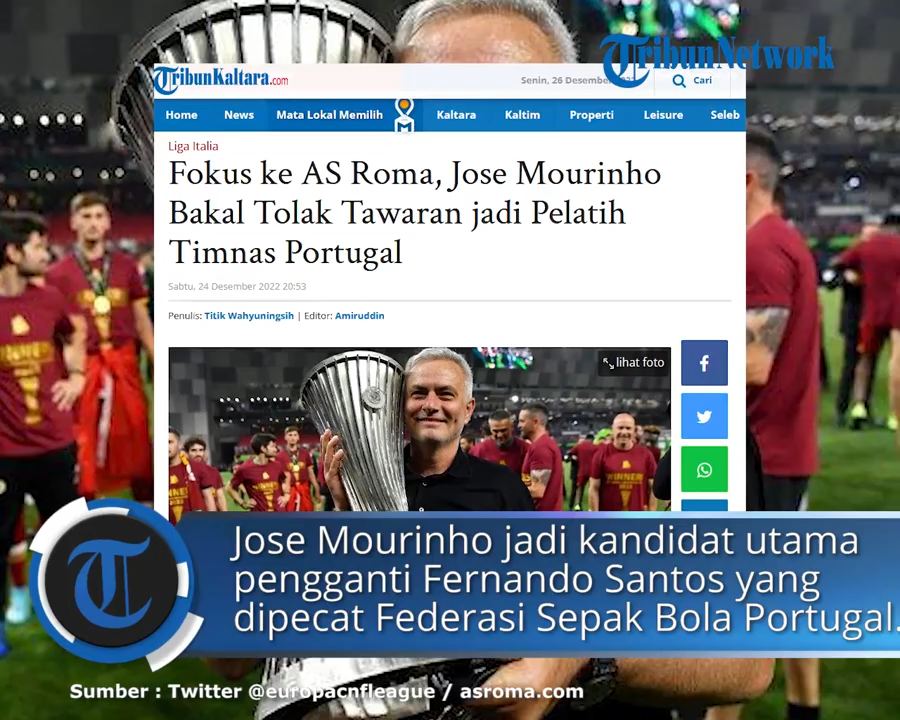 TribunNetwork
TribunKaltara.com
Senin, 26 Desember
Cari
Home News Mata Lokal Memilih Kaltara Kaltim Properti Leisure Seleb
Liga Italia
Fokus ke AS Roma, Jose Mourinho
Bakal Tolak Tawaran jadi Pelatih
Timnas Portugal
Sabtu, 24 Desember 2022 20:53
Penulis: Titik Wahyuningsih | Editor: Amiruddin
lihat foto
WINNER
WINNER
Jose Mourinho jadi kandidat utama
pengganti Fernando Santos yang
dipecat Federasi Sepak Bola Portugal.
Sumber : Twitter @europacnfleague / asroma.com